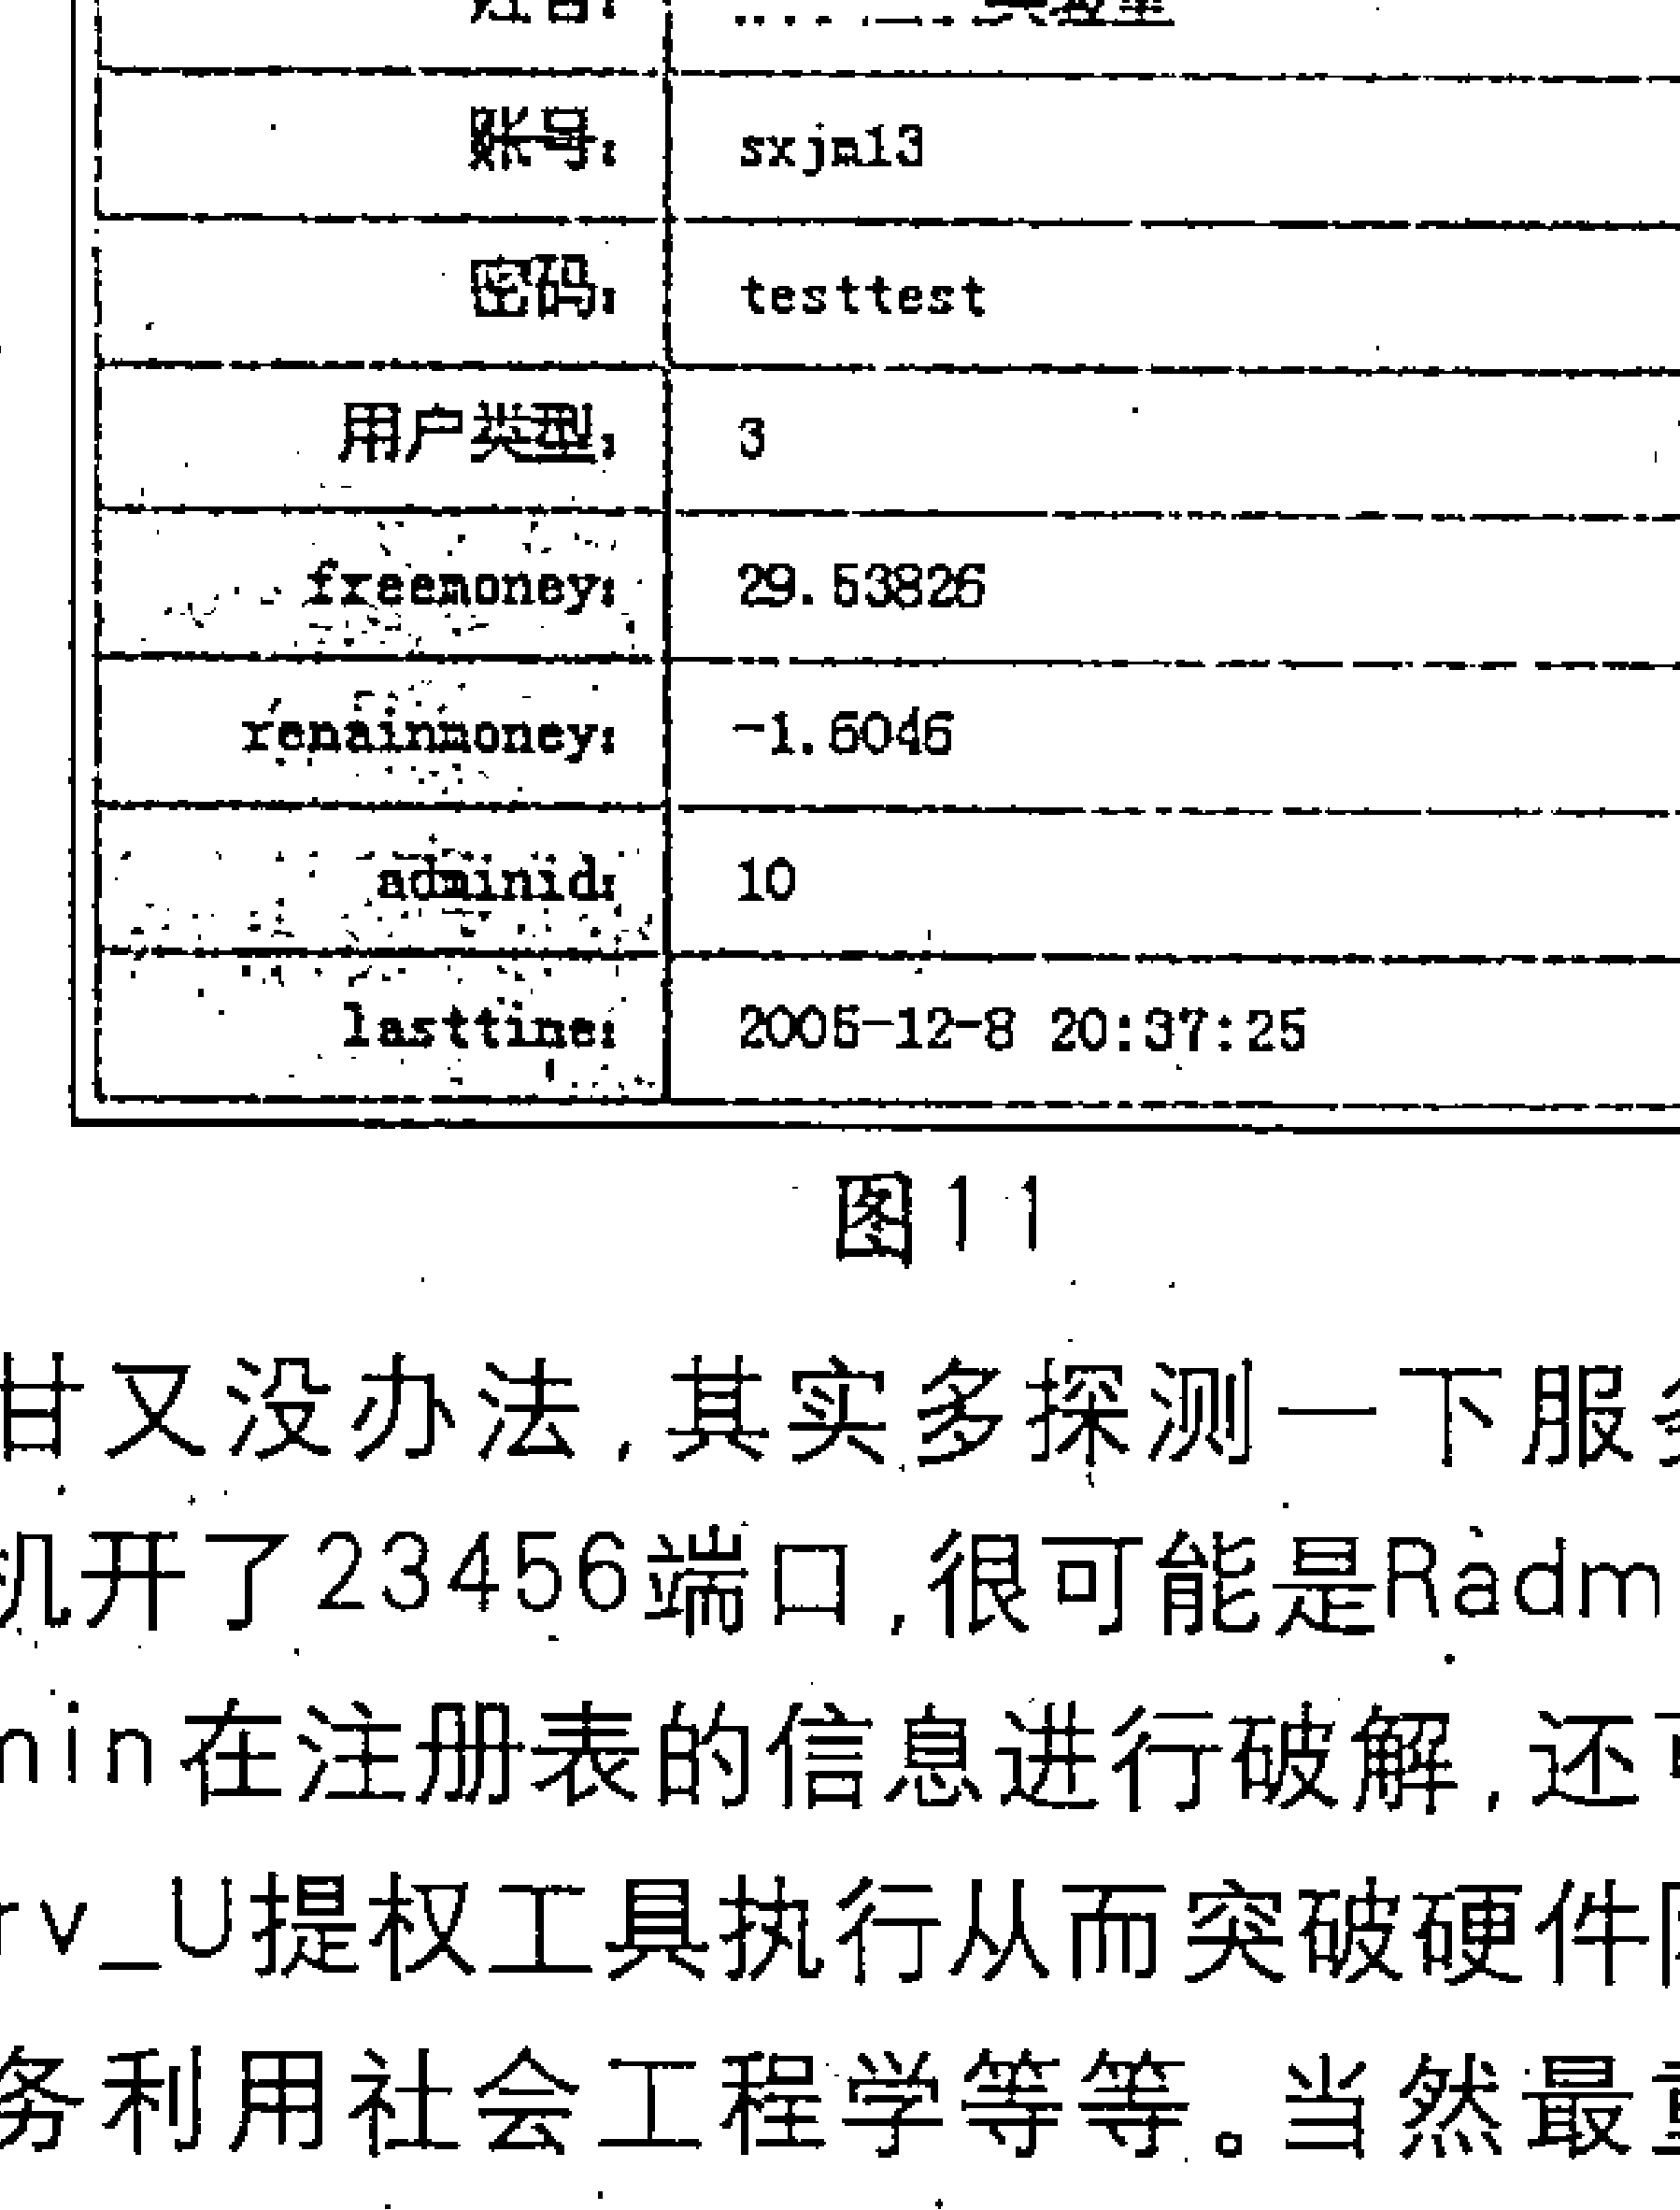 账号: sxjm13
密码: testtest
用户类型: 3
freemoney: 29.53826
remainmoney: -1.6046
adminid: 10
lasttime: 2005-12-8 20:37:25
图11
甘又没办法,其实多探测一下服务
机开了23456端口,很可能是Radm
min在注册表的信息进行破解,还可
rv_U提权工具执行从而突破硬件防
务利用社会工程学等等。当然最重